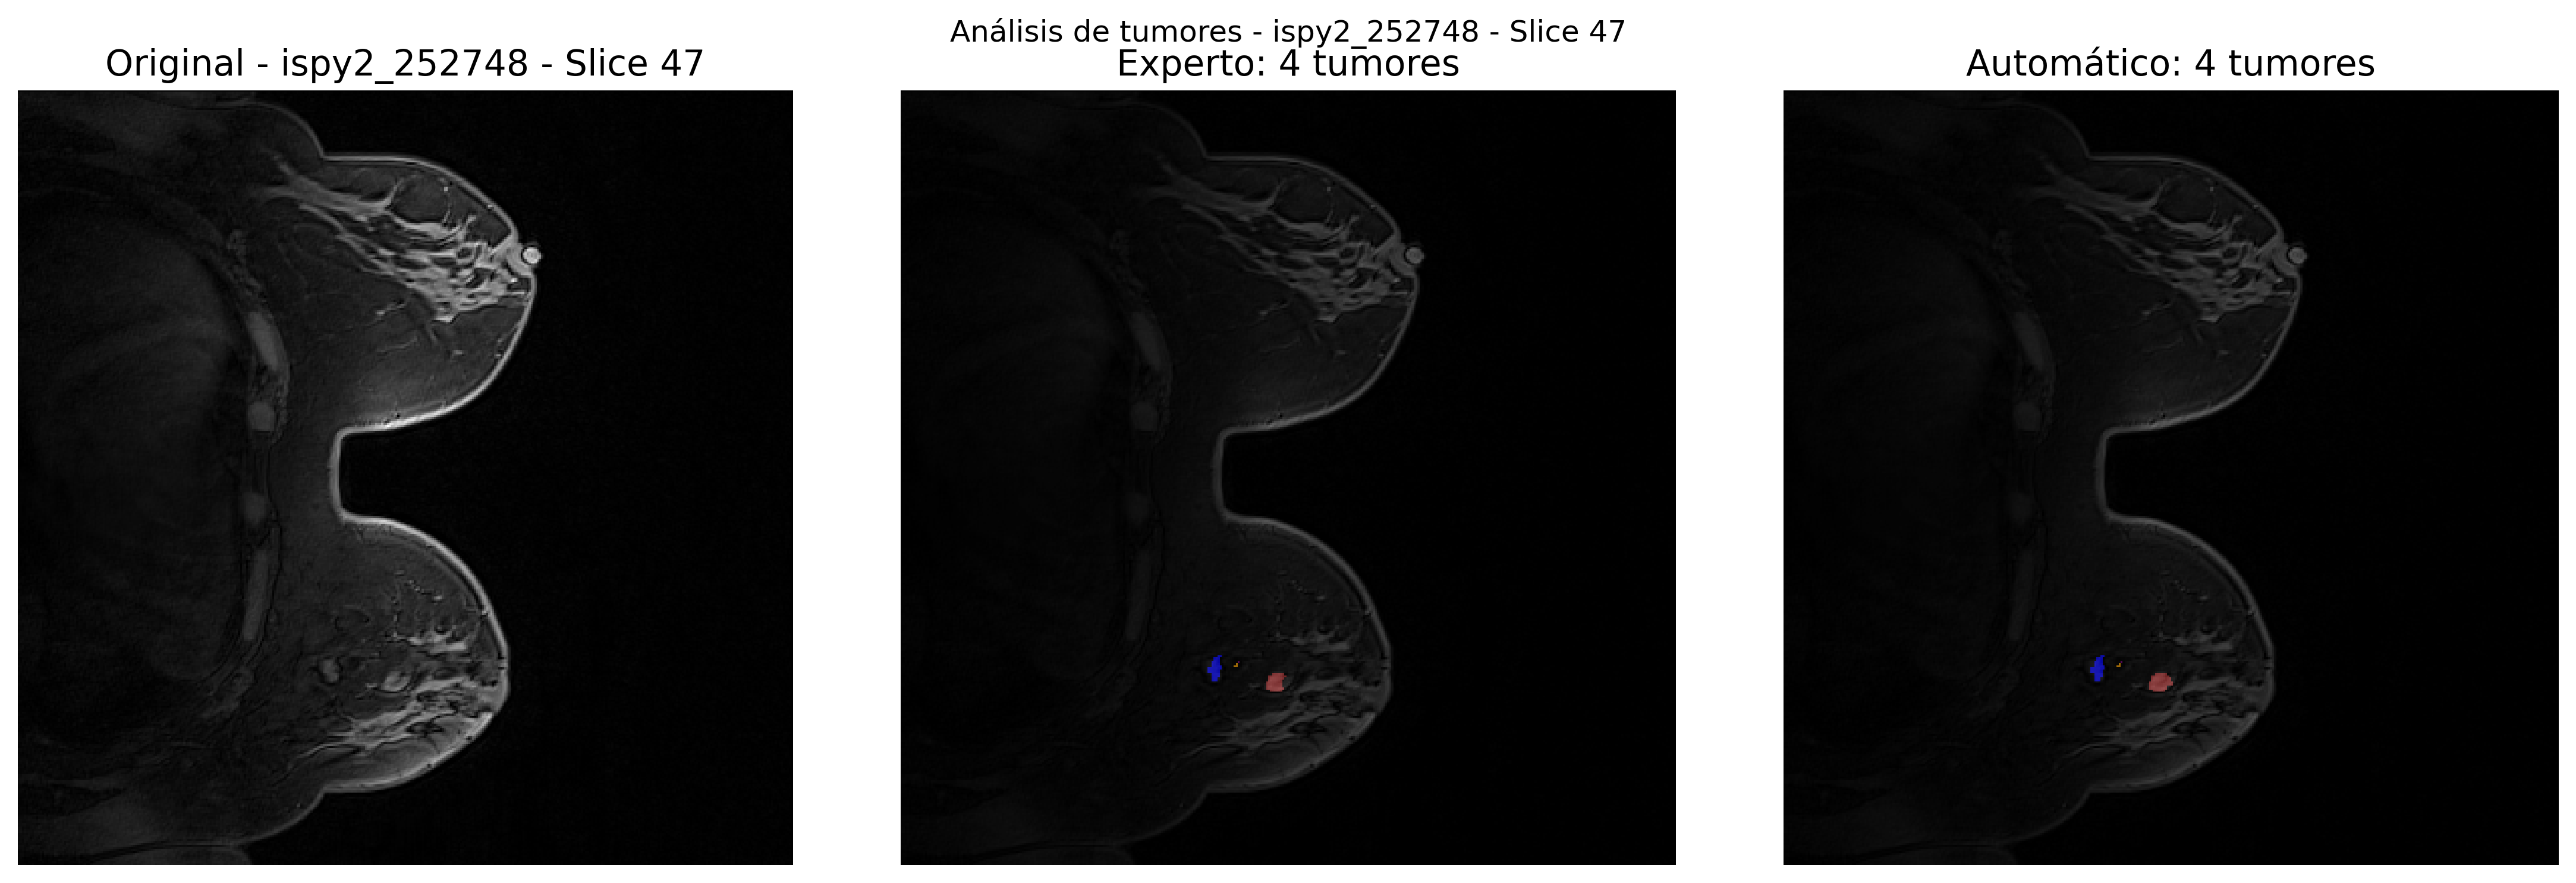 Análisis de tumores - ispy2_252748 - Slice 47
Original - ispy2_252748 - Slice 47
Experto: 4 tumores
Automático: 4 tumores